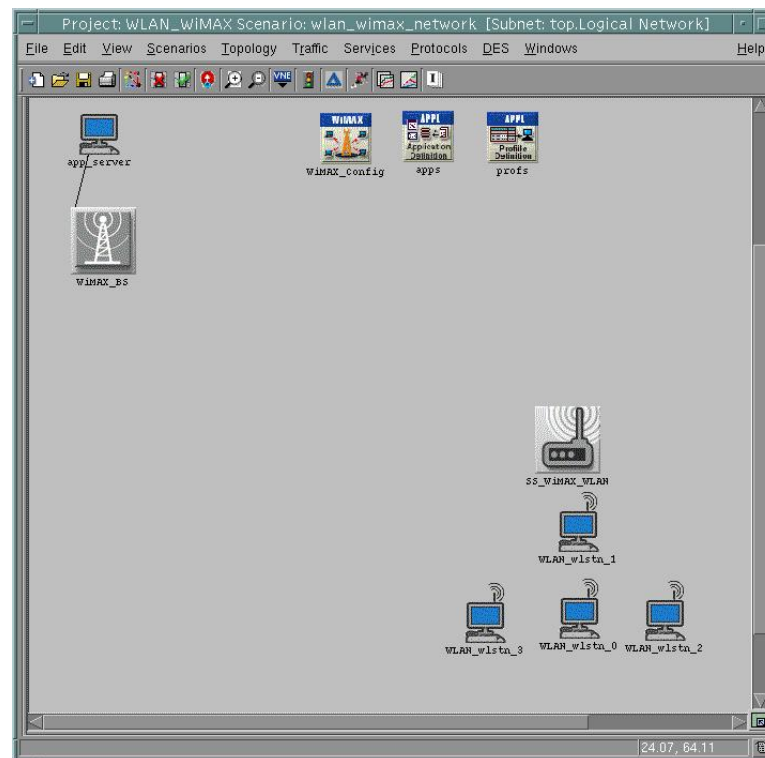 Project: WLAN_WiMAX Scenario: wlan_wimax_network [Subnet: top.Logical Network]
File Edit View Scenarios Topology Traffic Services Protocols DES Windows Help
VNE
app_server
WiMAX
WiMAX_Config
APPL
Application
Definition
apps
APPL
Profile
Definition
profs
WiMAX_BS
SS_WiMAX_WLAN
WLAN_wlstn_1
WLAN_wlstn_3
WLAN_wlstn_0
WLAN_wlstn_2
24.07, 64.11